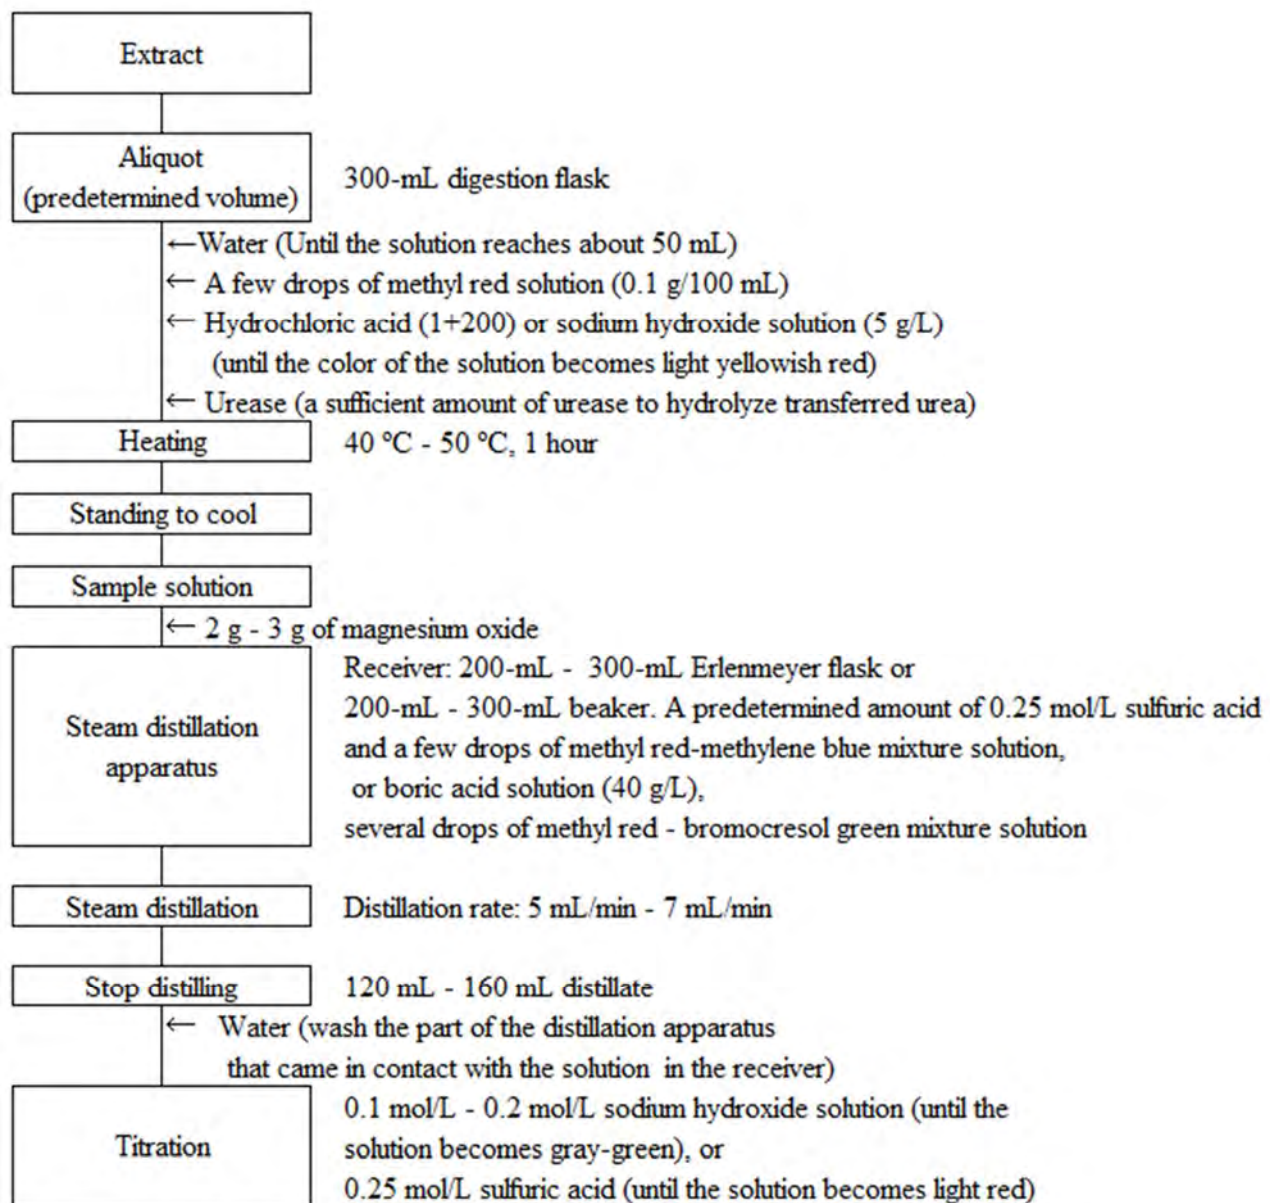 Extract
Aliquot
(predetermined volume)
300-mL digestion flask
←Water (Until the solution reaches about 50 mL)
← A few drops of methyl red solution (0.1 g/100 mL)
← Hydrochloric acid (1+200) or sodium hydroxide solution (5 g/L)
(until the color of the solution becomes light yellowish red)
← Urease (a sufficient amount of urease to hydrolyze transferred urea)
Heating
40 °C - 50 °C, 1 hour
Standing to cool
Sample solution
← 2 g - 3 g of magnesium oxide
Steam distillation
apparatus
Receiver: 200-mL - 300-mL Erlenmeyer flask or
200-mL - 300-mL beaker. A predetermined amount of 0.25 mol/L sulfuric acid
and a few drops of methyl red-methylene blue mixture solution,
or boric acid solution (40 g/L),
several drops of methyl red - bromocresol green mixture solution
Steam distillation
Distillation rate: 5 mL/min - 7 mL/min
Stop distilling
120 mL - 160 mL distillate
← Water (wash the part of the distillation apparatus
that came in contact with the solution in the receiver)
Titration
0.1 mol/L - 0.2 mol/L sodium hydroxide solution (until the
solution becomes gray-green), or
0.25 mol/L sulfuric acid (until the solution becomes light red)